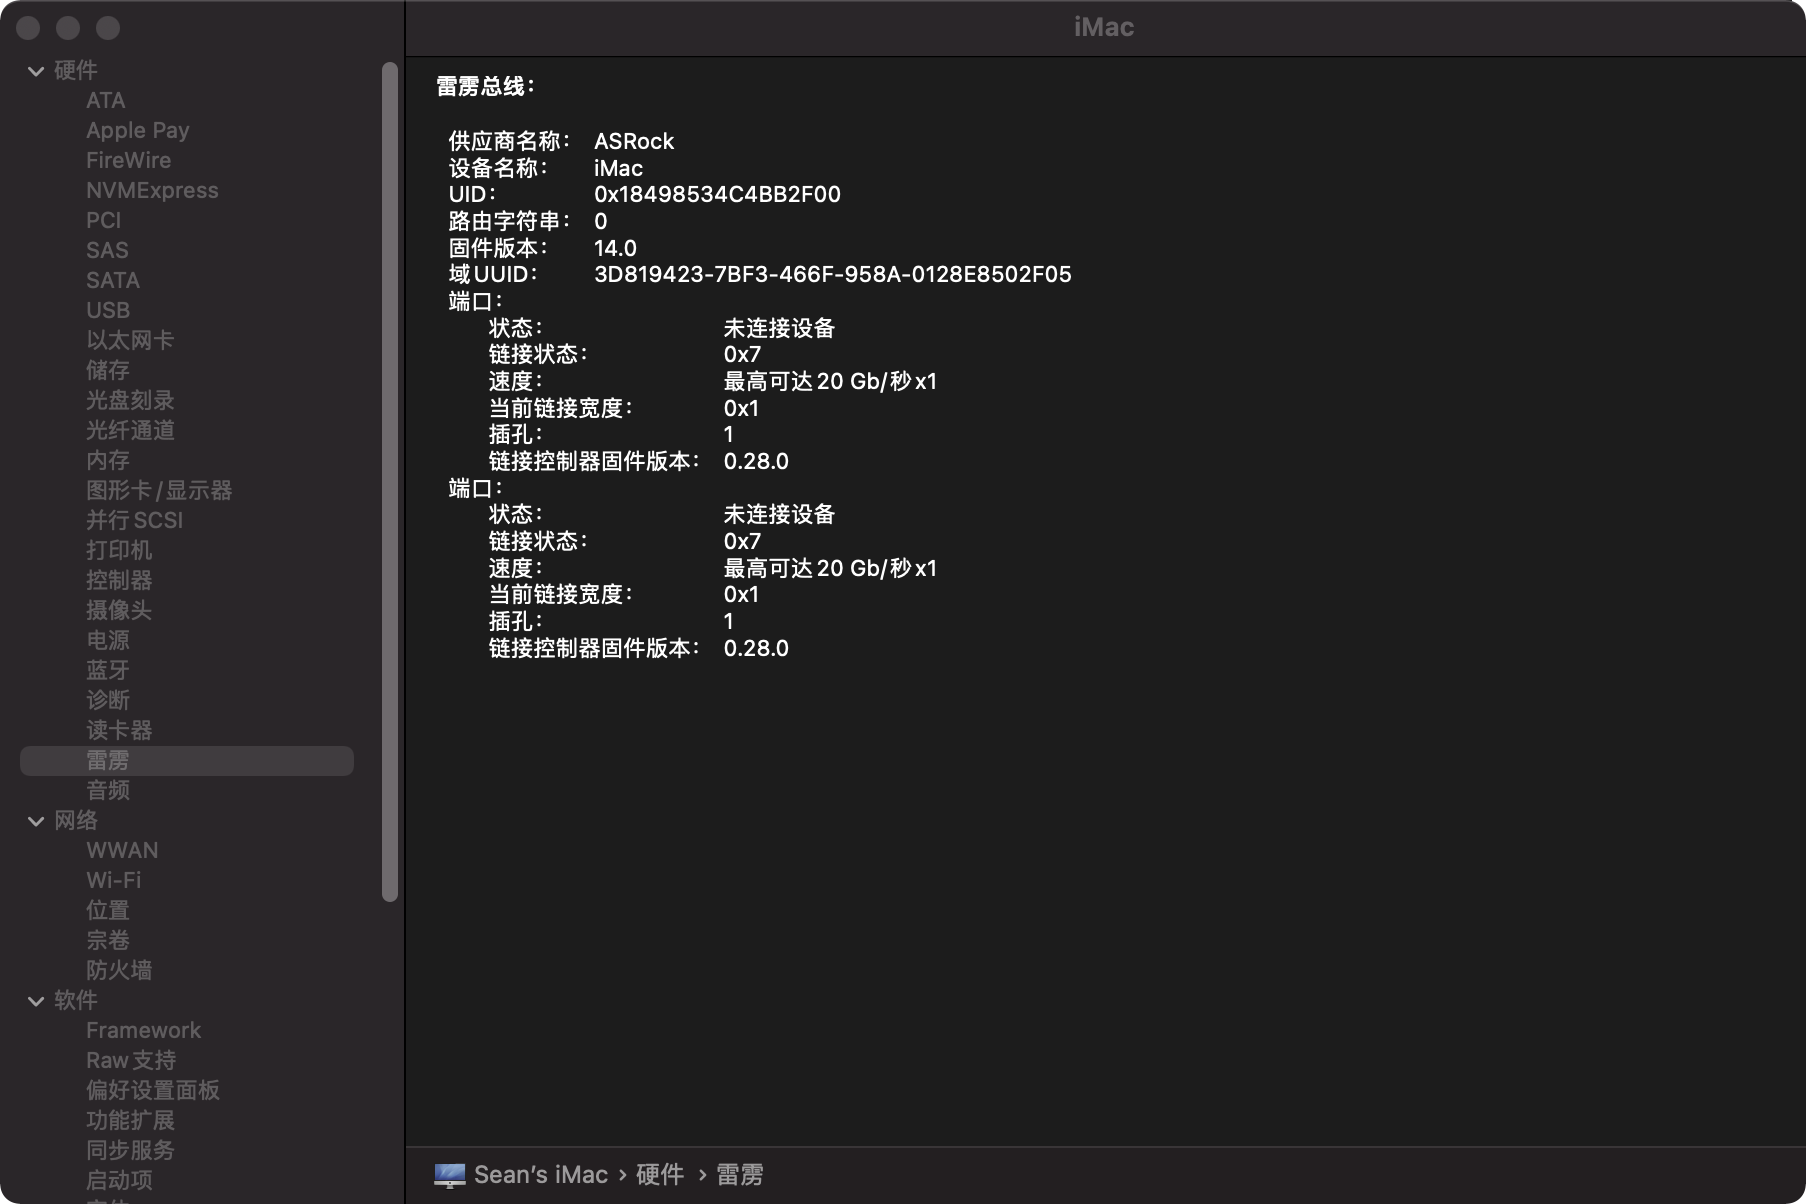 iMac
硬件
ATA
Apple Pay
FireWire
NVMExpress
PCI
SAS
SATA
USB
以太网卡
储存
光盘刻录
光纤通道
内存
图形卡/显示器
并行 SCSI
打印机
控制器
摄像头
电源
蓝牙
诊断
读卡器
雷雳
音频
网络
WWAN
Wi-Fi
位置
宗卷
防火墙
软件
Framework
Raw 支持
偏好设置面板
功能扩展
同步服务
启动项
雷雳总线：
供应商名称： ASRock
设备名称： iMac
UID： 0x18498534C4BB2F00
路由字符串： 0
固件版本： 14.0
域 UUID： 3D819423-7BF3-466F-958A-0128E8502F05
端口：
状态： 未连接设备
链接状态： 0x7
速度： 最高可达 20 Gb/秒 x1
当前链接宽度： 0x1
插孔： 1
链接控制器固件版本： 0.28.0
端口：
状态： 未连接设备
链接状态： 0x7
速度： 最高可达 20 Gb/秒 x1
当前链接宽度： 0x1
插孔： 1
链接控制器固件版本： 0.28.0
Sean’s iMac › 硬件 › 雷雳